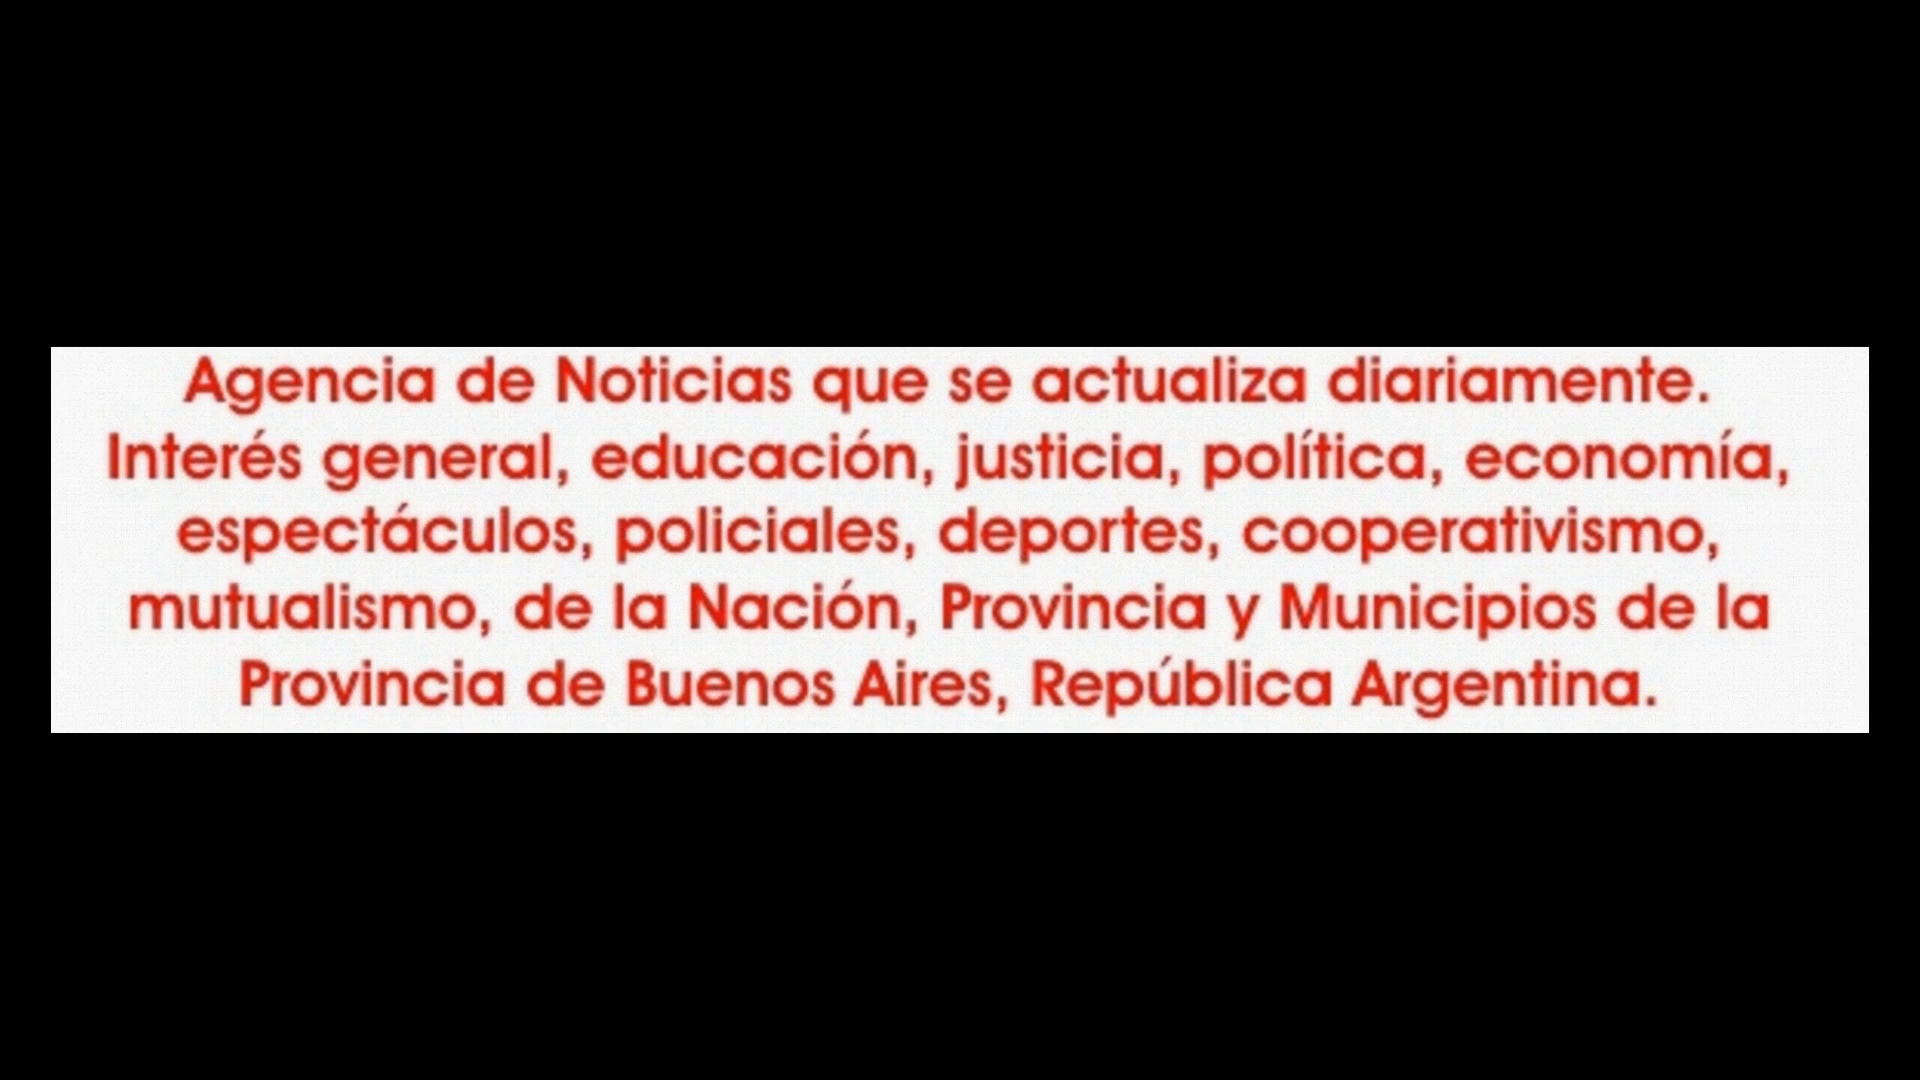 Agencia de Noticias que se actualiza diariamente.
Interés general, educación, justicia, política, economía,
espectáculos, policiales, deportes, cooperativismo,
mutualismo, de la Nación, Provincia y Municipios de la
Provincia de Buenos Aires, República Argentina.